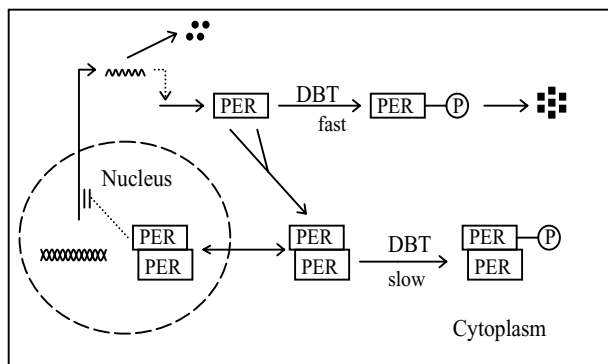 PER DBT PER P
fast
Nucleus
PER PER DBT PER P
PER PER slow PER
Cytoplasm